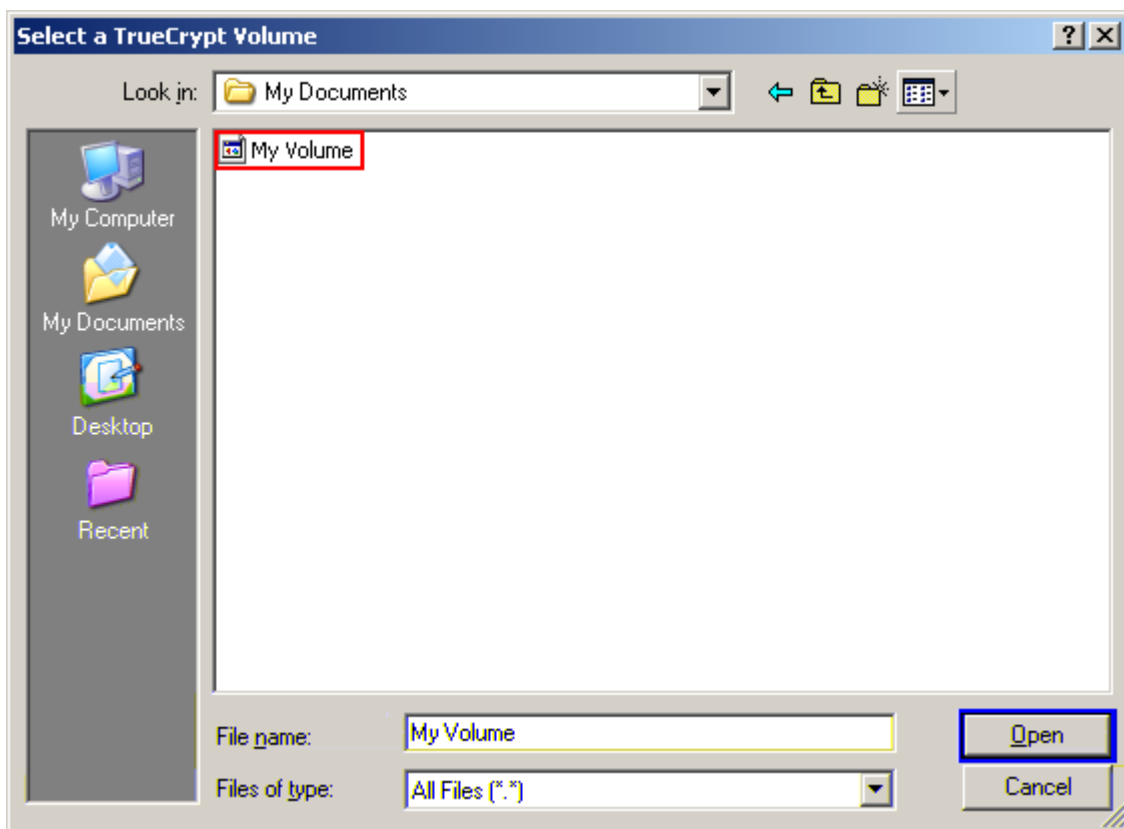 Select a TrueCrypt Volume
Look in:
My Documents
My Volume
My Computer
My Documents
Desktop
Recent
File name:
My Volume
Open
Files of type:
All Files (*.*)
Cancel